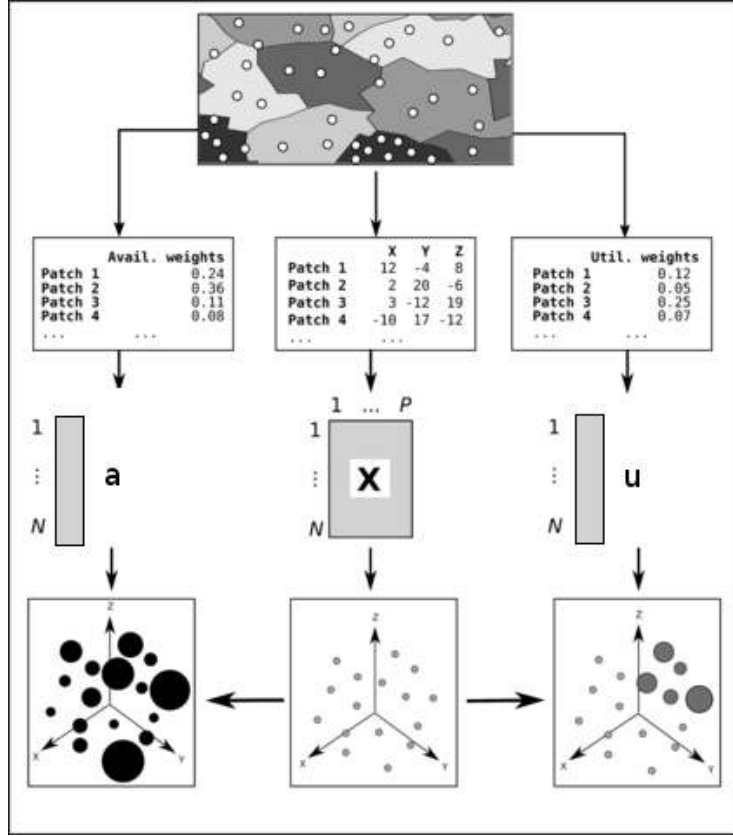 Avail. weights
Patch 1 0.24
Patch 2 0.36
Patch 3 0.11
Patch 4 0.08
... ...
X Y Z
Patch 1 12 -4 8
Patch 2 2 20 -6
Patch 3 3 -12 19
Patch 4 -10 17 -12
... ...
Util. weights
Patch 1 0.12
Patch 2 0.05
Patch 3 0.25
Patch 4 0.07
... ...
1
⋮
N
a
1 ... P
1
⋮
N
X
1
⋮
N
u
Z
X
Y
Z
X
Y
Z
X
Y